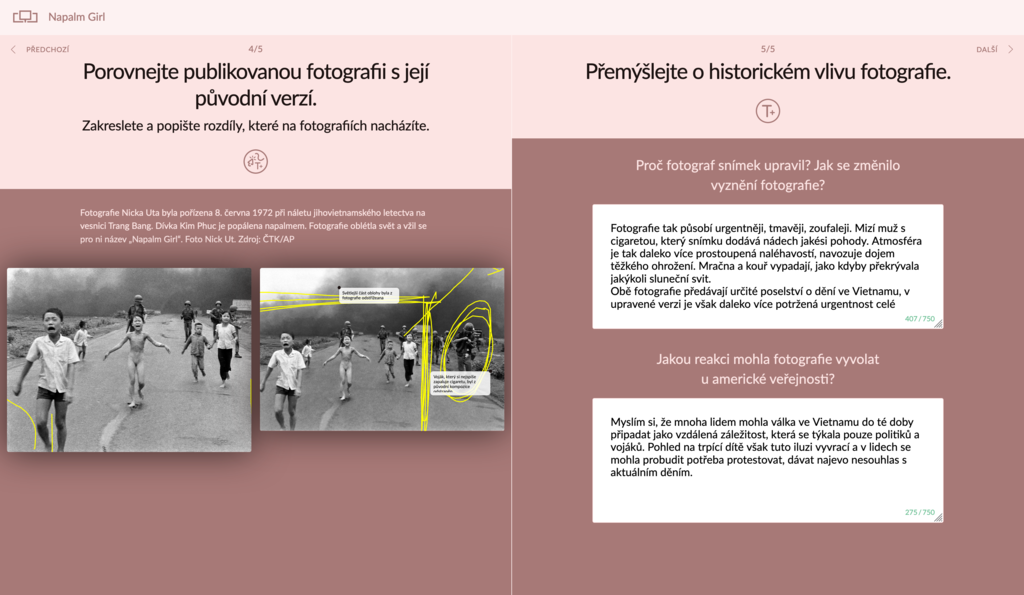 Napalm Girl
PŘEDCHOZÍ
4/5
Porovnejte publikovanou fotografii s její
původní verzí.
Zakreslete a popište rozdíly, které na fotografiích nacházíte.
T+
Fotografie Nicka Uta byla pořízena 8. června 1972 při náletu jihovietnamského letectva na
vesnici Trang Bang. Dívka Kim Phuc je popálena napalmem. Fotografie oblétla svět a vžil se
pro ni název „Napalm Girl“. Foto Nick Ut. Zdroj: ČTK/AP
Světlejší část oblohy byla z
fotografie odstřižena
Voják, který si nejspíše
zapaluje cigaretu, byl z
původní kompozice
5/5
DALŠÍ
Přemýšlejte o historickém vlivu fotografie.
T+
Proč fotograf snímek upravil? Jak se změnilo
vyznění fotografie?
Fotografie tak působí urgentněji, tmavěji, zoufaleji. Mizí muž s
cigaretou, který snímku dodává nádech jakési pohody. Atmosféra
je tak daleko více prostoupená naléhavostí, navozuje dojem
těžkého ohrožení. Mračna a kouř vypadají, jako kdyby překrývala
jakýkoli sluneční svit.
Obě fotografie předávají určité poselství o dění ve Vietnamu, v
upravené verzi je však daleko více potržená urgentnost celé
407/750
Jakou reakci mohla fotografie vyvolat
u americké veřejnosti?
Myslím si, že mnoha lidem mohla válka ve Vietnamu do té doby
připadat jako vzdálená záležitost, která se týkala pouze politiků a
vojáků. Pohled na trpící dítě však tuto iluzi vyvrací a v lidech se
mohla probudit potřeba protestovat, dávat najevo nesouhlas s
aktuálním děním.
275/750